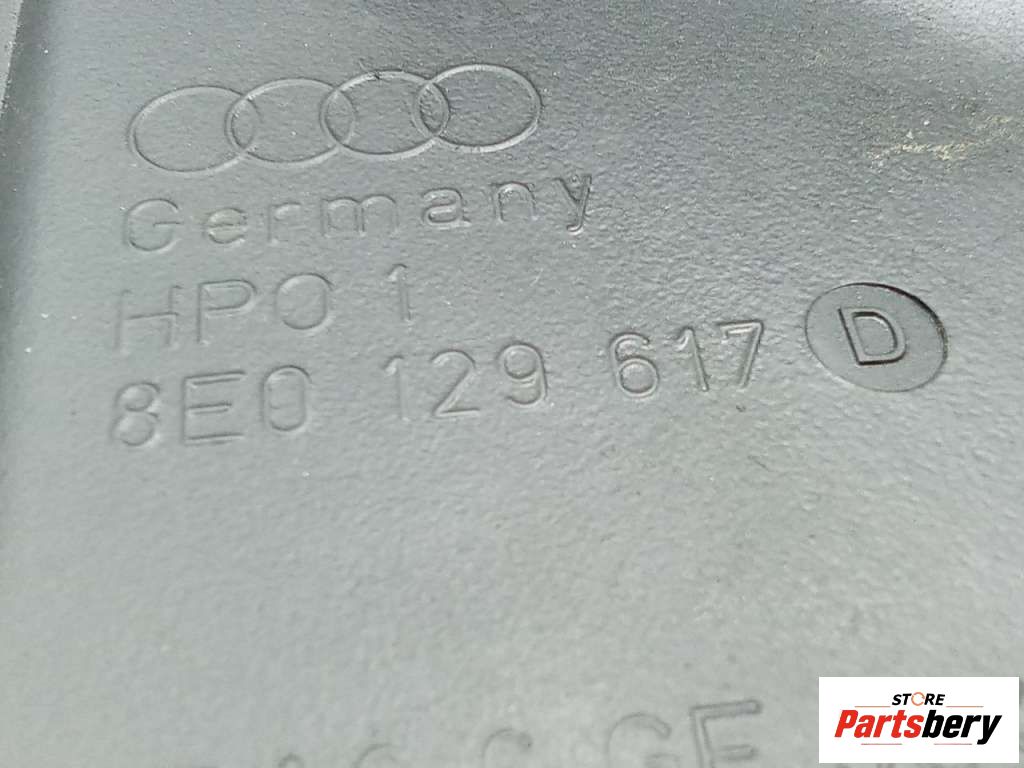 Germany
HPO 1
8E0 129 617 D
STORE
Partsbery